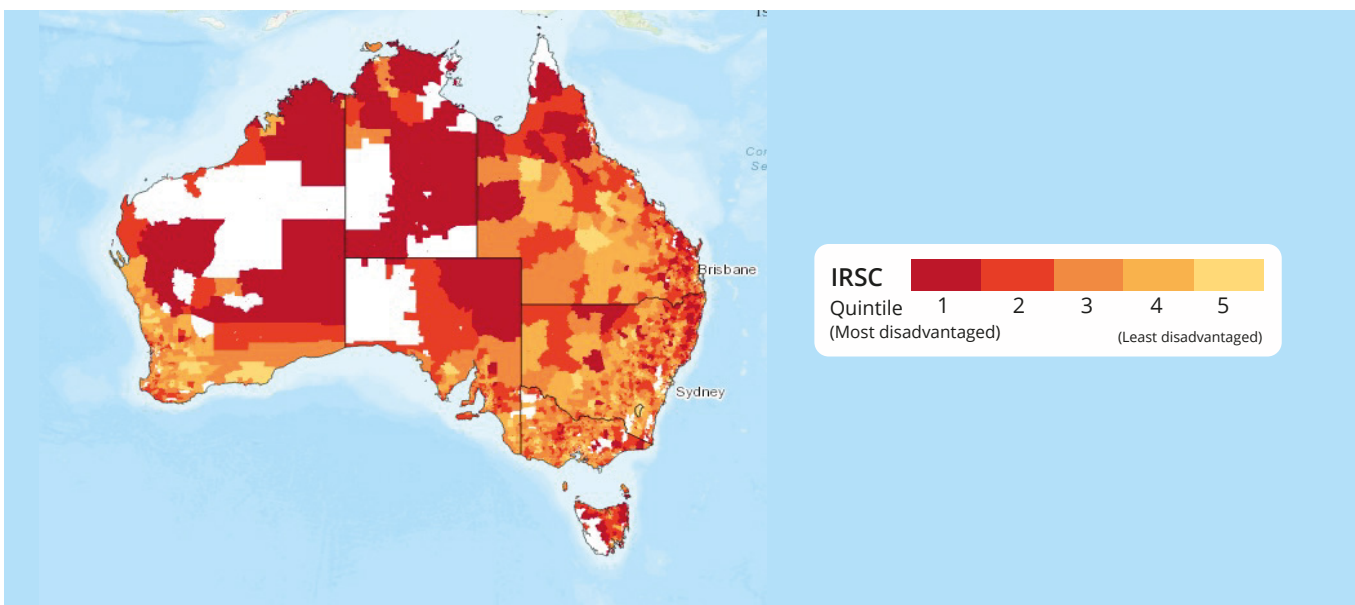 Brisbane
Sydney
IRSC
Quintile 1 2 3 4 5
(Most disadvantaged) (Least disadvantaged)